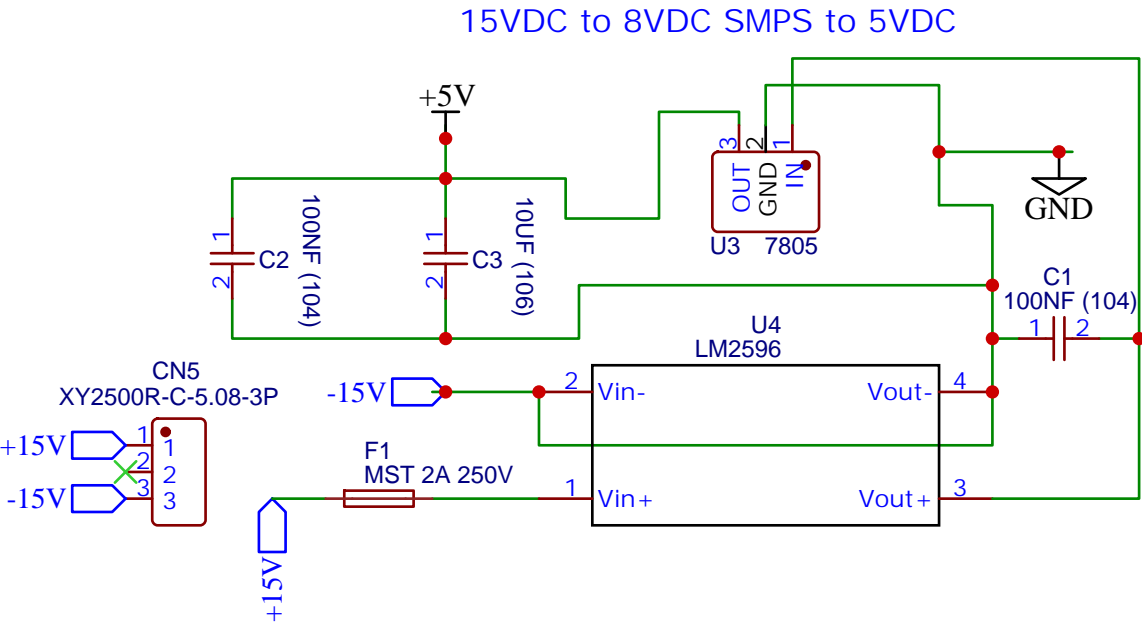 15VDC to 8VDC SMPS to 5VDC
+5V
3
2
1
OUT
GND
IN
U3 7805
GND
1
2
C2
100NF (104)
1
2
C3
10UF (106)
C1
100NF (104)
1
2
U4
LM2596
2
Vin-
Vout-
4
1
Vin+
Vout+
3
-15V
CN5
XY2500R-C-5.08-3P
+15V
1
1
2
2
-15V
3
3
F1
MST 2A 250V
+15V